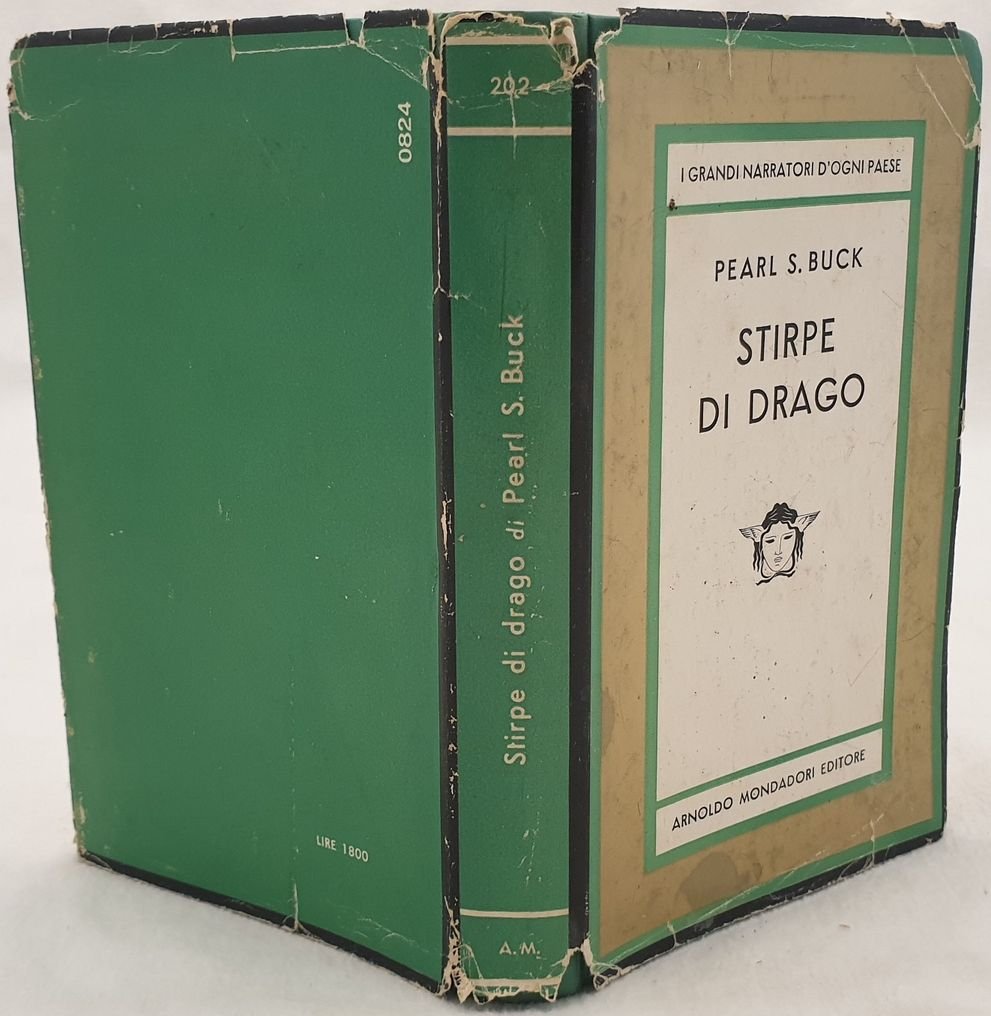 0824
LIRE 1800
202
Stirpe di drago, di Pearl S. Buck
A.M.
I GRANDI NARRATORI D'OGNI PAESE
PEARL S. BUCK
STIRPE
DI DRAGO
ARNOLDO MONDADORI EDITORE